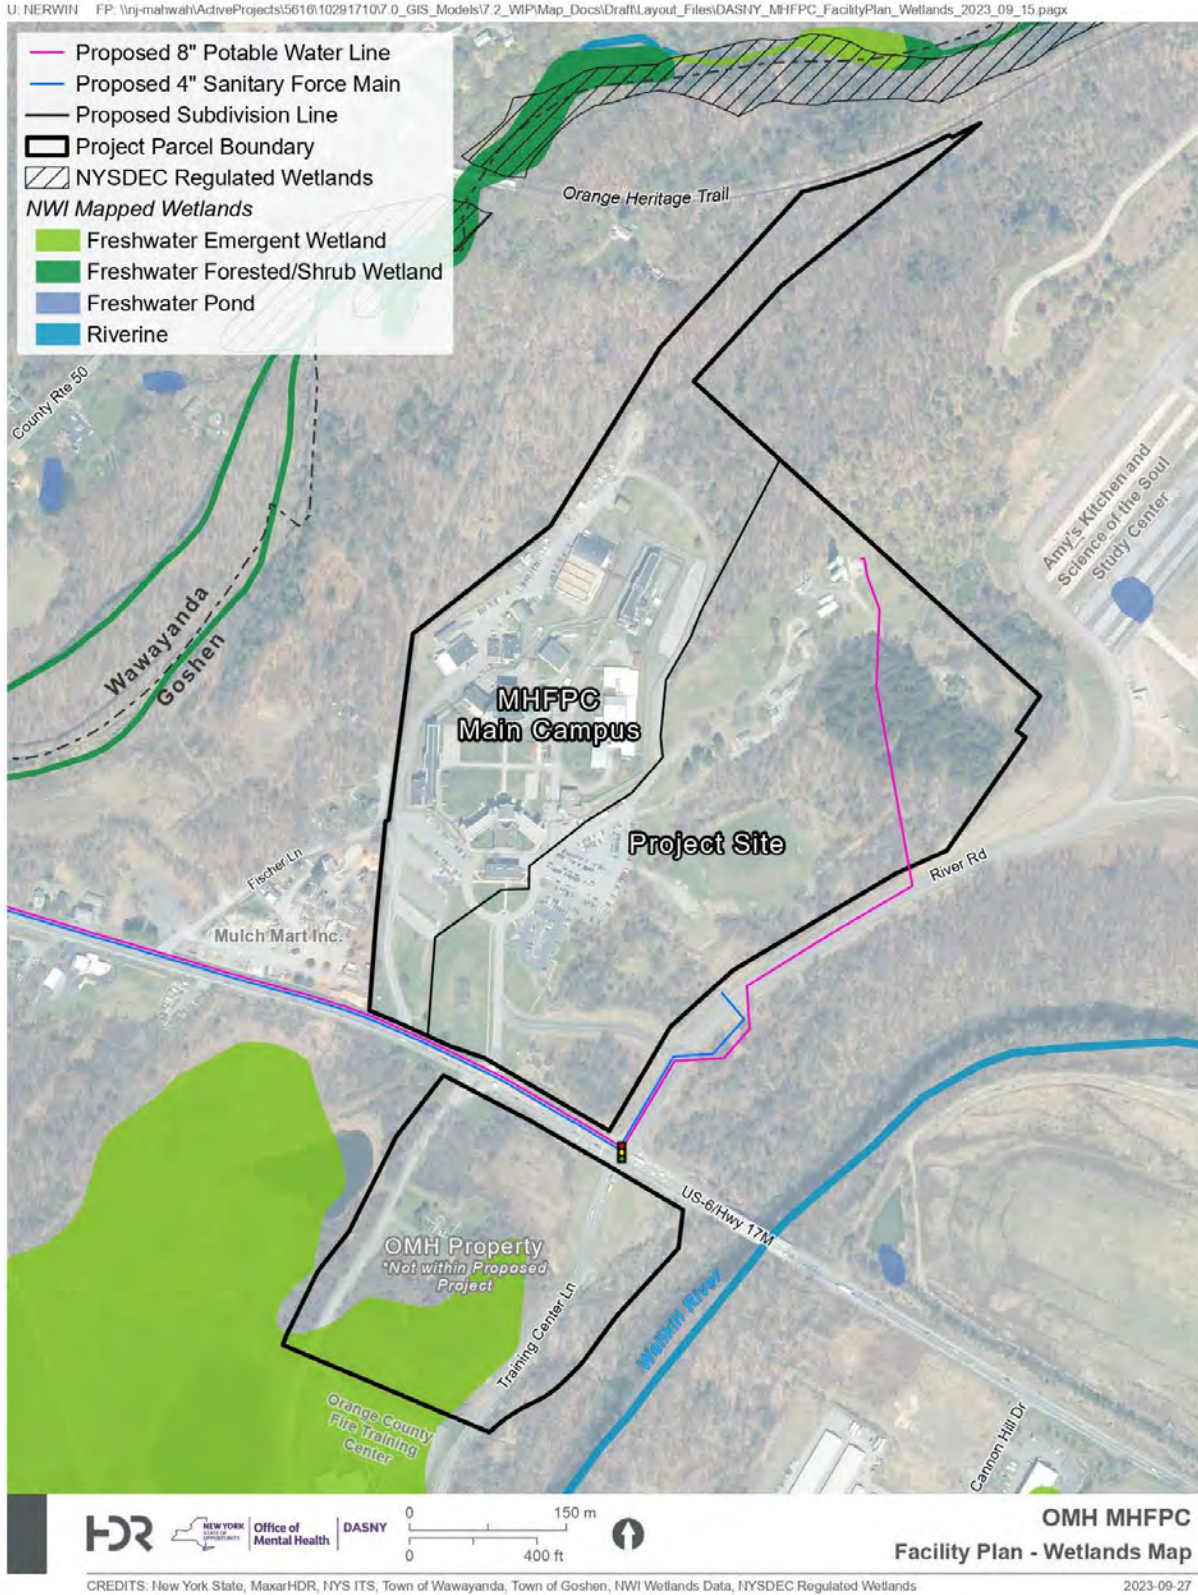 U: NERWIN FP: \\nj-mahwah\ActiveProjects\5616\10291710\7.0_GIS_Models\7.2_WIP\Map_Docs\Draft\Layout_Files\DASNY_MHFPC_FacilityPlan_Wetlands_2023_09_15.pagx
Proposed 8" Potable Water Line
Proposed 4" Sanitary Force Main
Proposed Subdivision Line
Project Parcel Boundary
NYSDEC Regulated Wetlands
NWI Mapped Wetlands
Freshwater Emergent Wetland
Freshwater Forested/Shrub Wetland
Freshwater Pond
Riverine
Orange Heritage Trail
County Rte 50
Amy's Kitchen and
Science of the Soul
Study Center
Wawayanda
Goshen
MHFPC
Main Campus
Project Site
River Rd
Fischer Ln
Mulch Mart Inc.
US-6/Hwy 17M
OMH Property
*Not within Proposed
Project
Training Center Ln
Wallkill River
Orange County
Fire Training
Center
Cannon Hill Dr
HDR
NEW YORK
STATE OF
OPPORTUNITY
Office of
Mental Health
DASNY
0 150 m
0 400 ft
OMH MHFPC
Facility Plan - Wetlands Map
CREDITS: New York State, MaxarHDR, NYS ITS, Town of Wawayanda, Town of Goshen, NWI Wetlands Data, NYSDEC Regulated Wetlands
2023-09-27